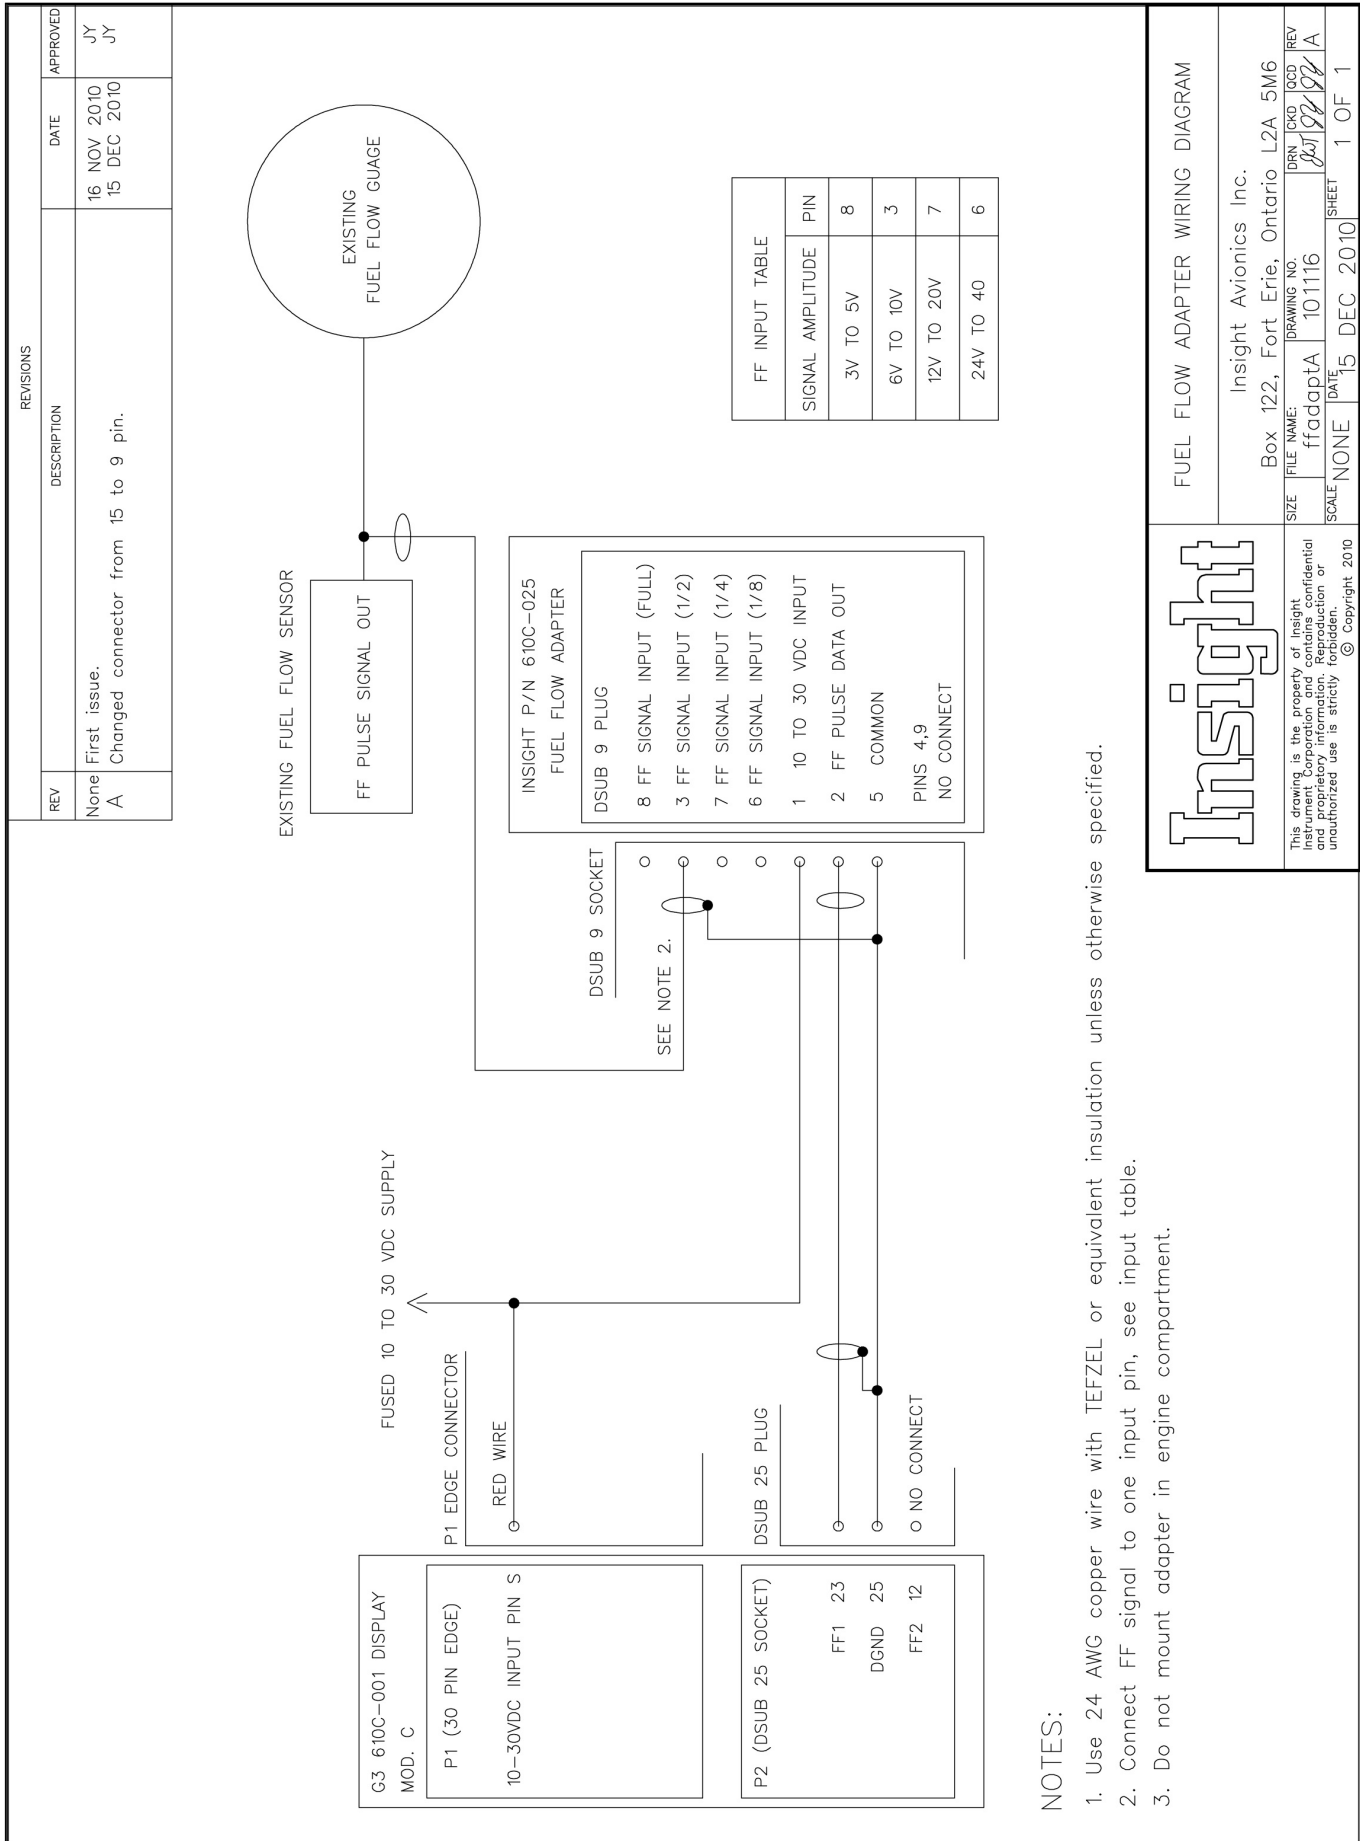 REVISIONS
REV DESCRIPTION DATE APPROVED
None First issue. 16 NOV 2010 JY
A Changed connector from 15 to 9 pin. 15 DEC 2010 JY
EXISTING FUEL FLOW SENSOR
FF PULSE SIGNAL OUT
EXISTING
FUEL FLOW GUAGE
FUSED 10 TO 30 VDC SUPPLY
G3 610C-001 DISPLAY
MOD. C
P1 (30 PIN EDGE)
10-30VDC INPUT PIN S
P1 EDGE CONNECTOR
RED WIRE
P2 (DSUB 25 SOCKET)
FF1 23
DGND 25
FF2 12
DSUB 25 PLUG
NO CONNECT
DSUB 9 SOCKET
SEE NOTE 2.
INSIGHT P/N 610C-025
FUEL FLOW ADAPTER
DSUB 9 PLUG
8 FF SIGNAL INPUT (FULL)
3 FF SIGNAL INPUT (1/2)
7 FF SIGNAL INPUT (1/4)
6 FF SIGNAL INPUT (1/8)
1 10 TO 30 VDC INPUT
2 FF PULSE DATA OUT
5 COMMON
PINS 4,9
NO CONNECT
FF INPUT TABLE
SIGNAL AMPLITUDE PIN
3V TO 5V 8
6V TO 10V 3
12V TO 20V 7
24V TO 40 6
NOTES:
1. Use 24 AWG copper wire with TEFZEL or equivalent insulation unless otherwise specified.
2. Connect FF signal to one input pin, see input table.
3. Do not mount adapter in engine compartment.
Insight
This drawing is the property of Insight
Instrument Corporation and contains confidential
and proprietary information. Reproduction or
unauthorized use is strictly forbidden.
© Copyright 2010
FUEL FLOW ADAPTER WIRING DIAGRAM
Insight Avionics Inc.
Box 122, Fort Erie, Ontario L2A 5M6
SIZE FILE NAME: DRAWING NO. DRN CKD QCD REV
ffadaptA 101116 A
SCALE NONE DATE 15 DEC 2010 SHEET 1 OF 1